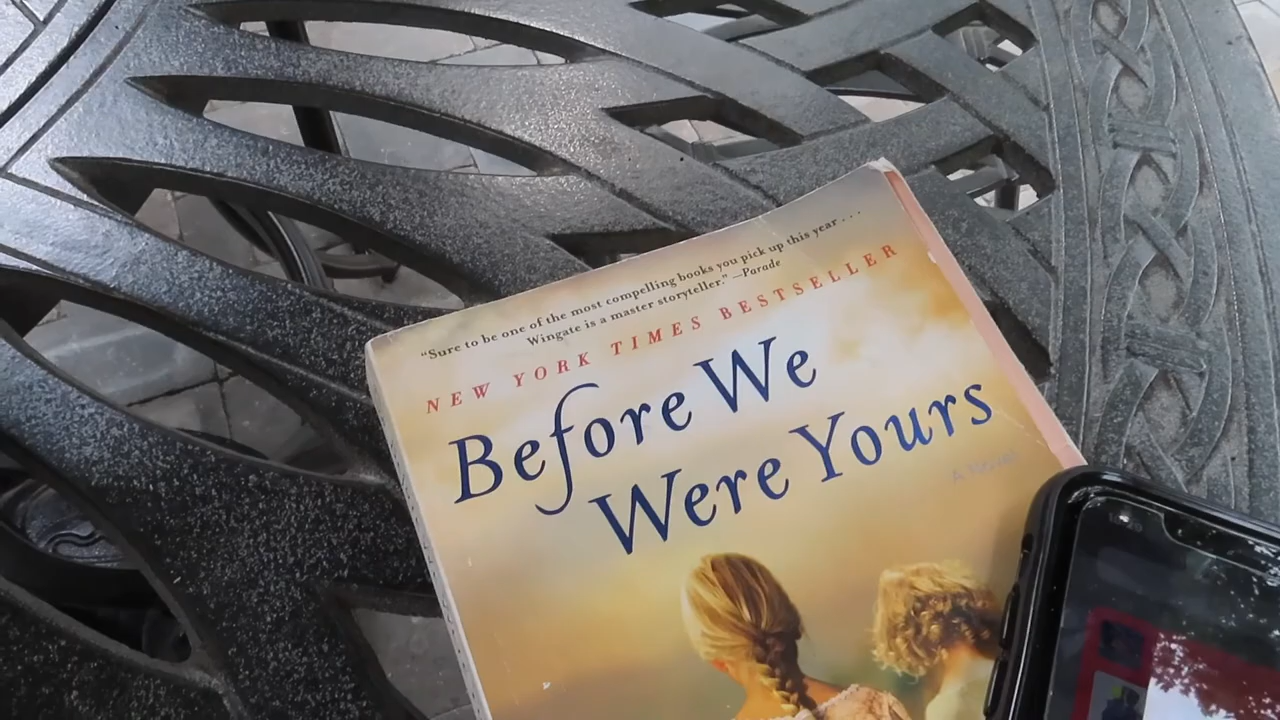 “Sure to be one of the most compelling books you pick up this year . . .
Wingate is a master storyteller.” —Parade
NEW YORK TIMES BESTSELLER
Before We
Were Yours
A Novel